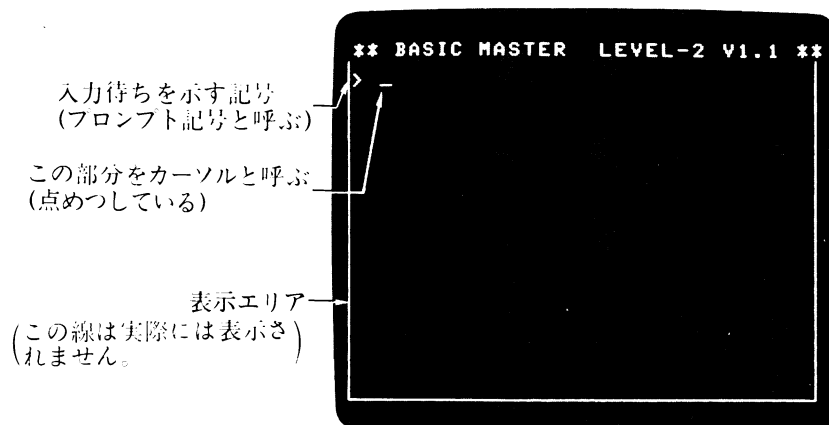 ** BASIC MASTER LEVEL-2 V1.1 **
> _
入力待ちを示す記号
(プロンプト記号と呼ぶ)
この部分をカーソルと呼ぶ
(点めつしている)
表示エリア
(この線は実際には表示さ
れません。)